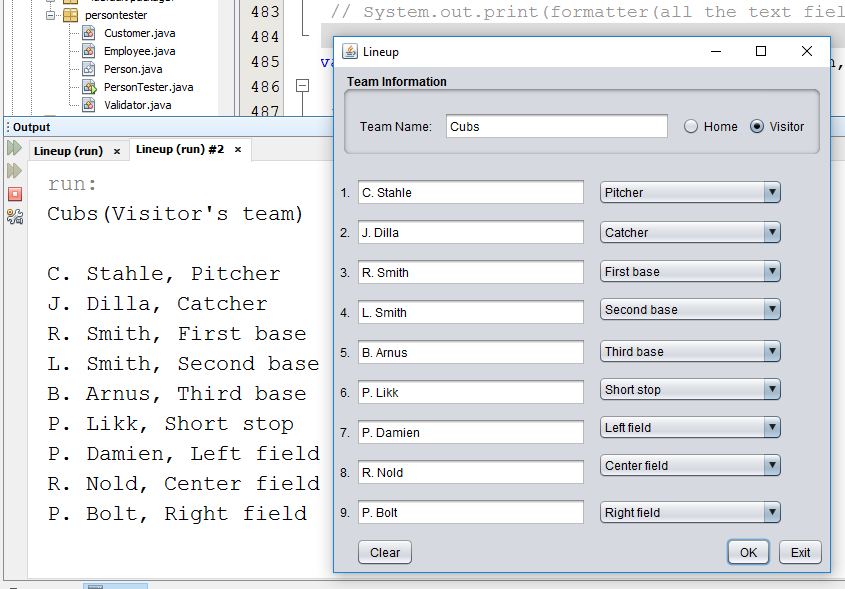 persontester
Customer.java
Employee.java
Person.java
PersonTester.java
Validator.java
483 // System.out.print(formatter(all the text fiel
484
485
486
487
Output
Lineup (run) × Lineup (run) #2 ×
run:
Cubs(Visitor's team)
C. Stahle, Pitcher
J. Dilla, Catcher
R. Smith, First base
L. Smith, Second base
B. Arnus, Third base
P. Likk, Short stop
P. Damien, Left field
R. Nold, Center field
P. Bolt, Right field
Lineup
Team Information
Team Name: Cubs Home Visitor
1. C. Stahle Pitcher
2. J. Dilla Catcher
3. R. Smith First base
4. L. Smith Second base
5. B. Arnus Third base
6. P. Likk Short stop
7. P. Damien Left field
8. R. Nold Center field
9. P. Bolt Right field
Clear OK Exit